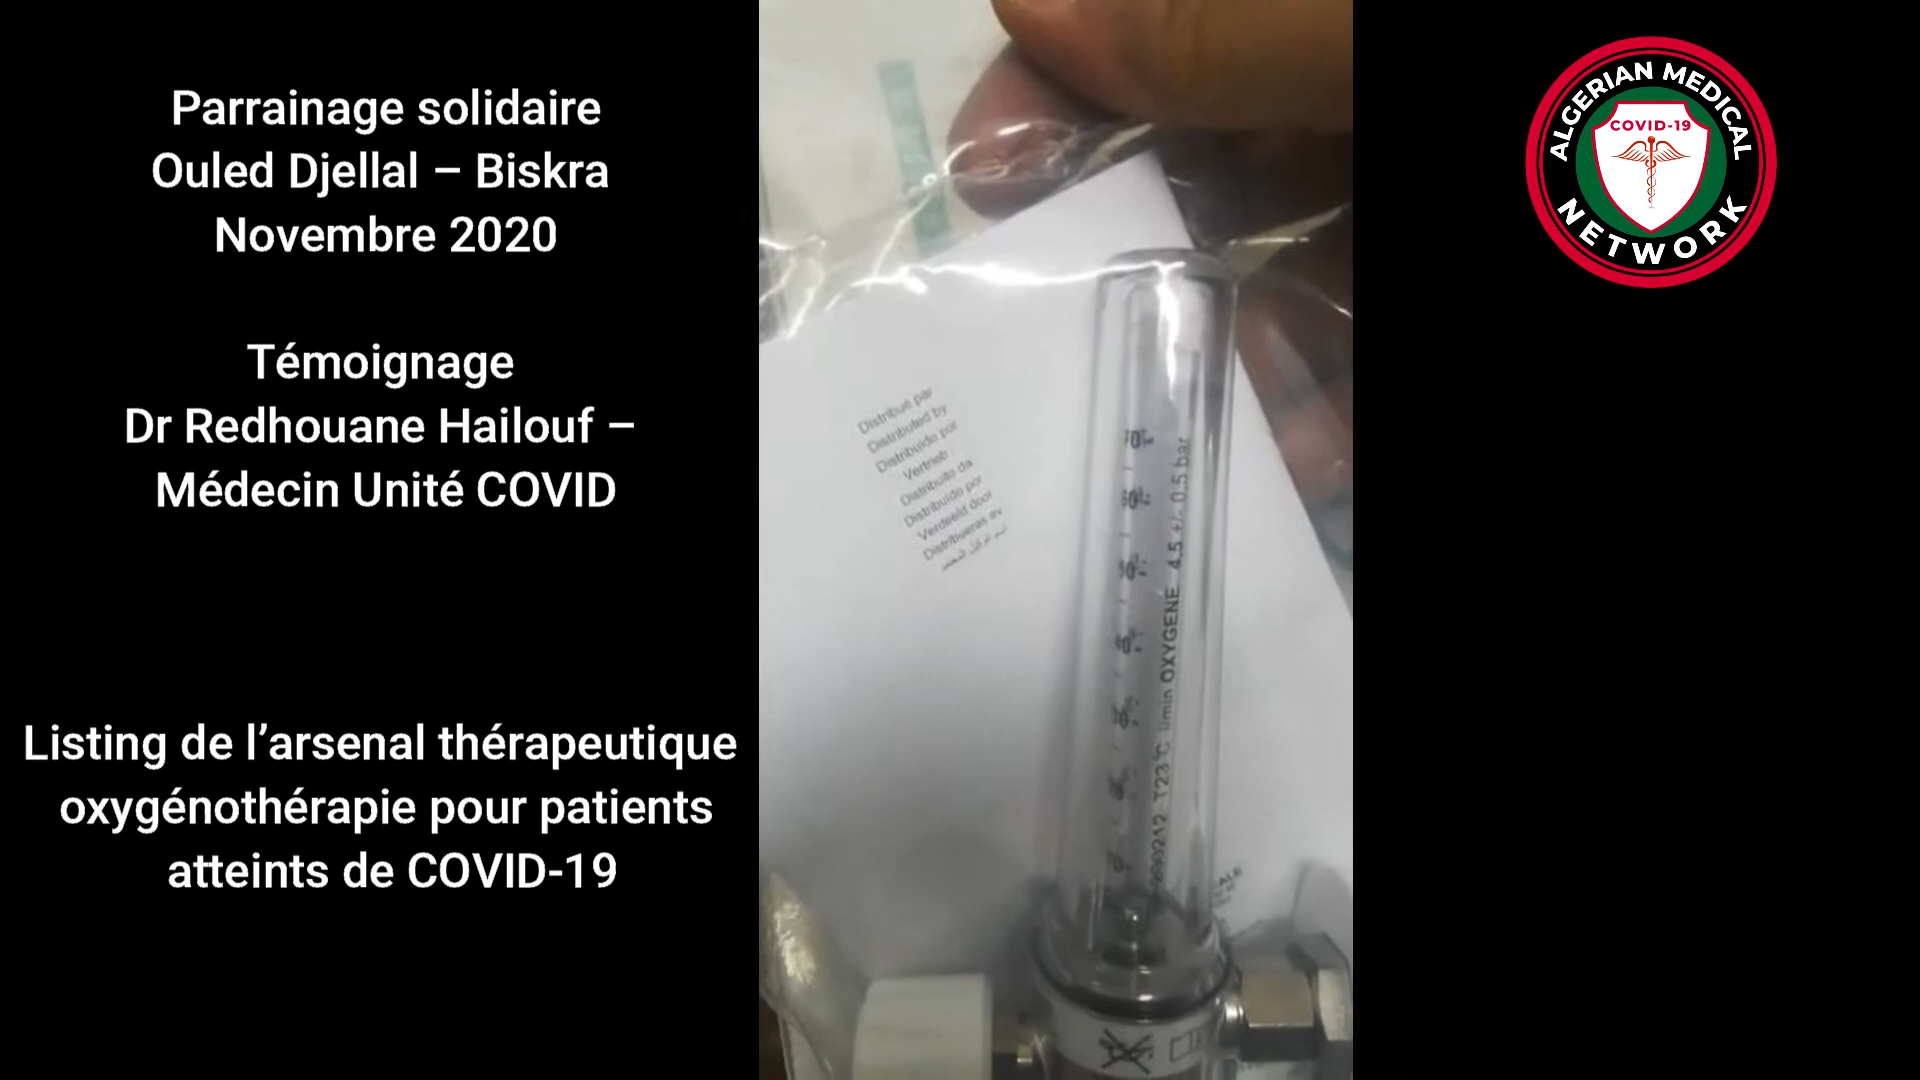 Parrainage solidaire
Ouled Djellal – Biskra
Novembre 2020
Témoignage
Dr Redhouane Hailouf –
Médecin Unité COVID
Listing de l’arsenal thérapeutique
oxygénothérapie pour patients
atteints de COVID-19
Distribué par
Distributed by
Distribuido por
Vertrieb
Distribuito da
Distribuído por
Verdeeld door
Distribueras av
70
60
50
40
T23°C l/min OXYGENE 4.5 +/- 0.5 bar
ALGERIAN MEDICAL
COVID-19
NETWORK